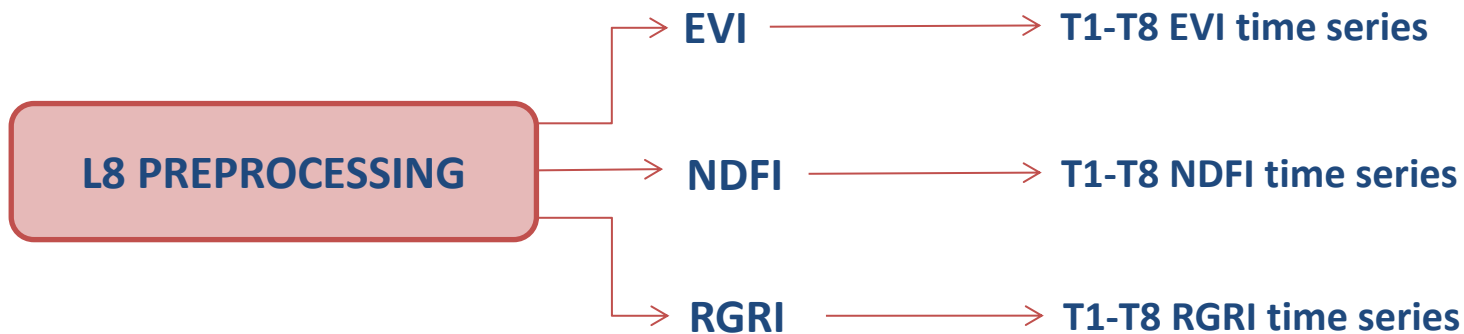 EVI
T1-T8 EVI time series
L8 PREPROCESSING
NDFI
T1-T8 NDFI time series
RGRI
T1-T8 RGRI time series